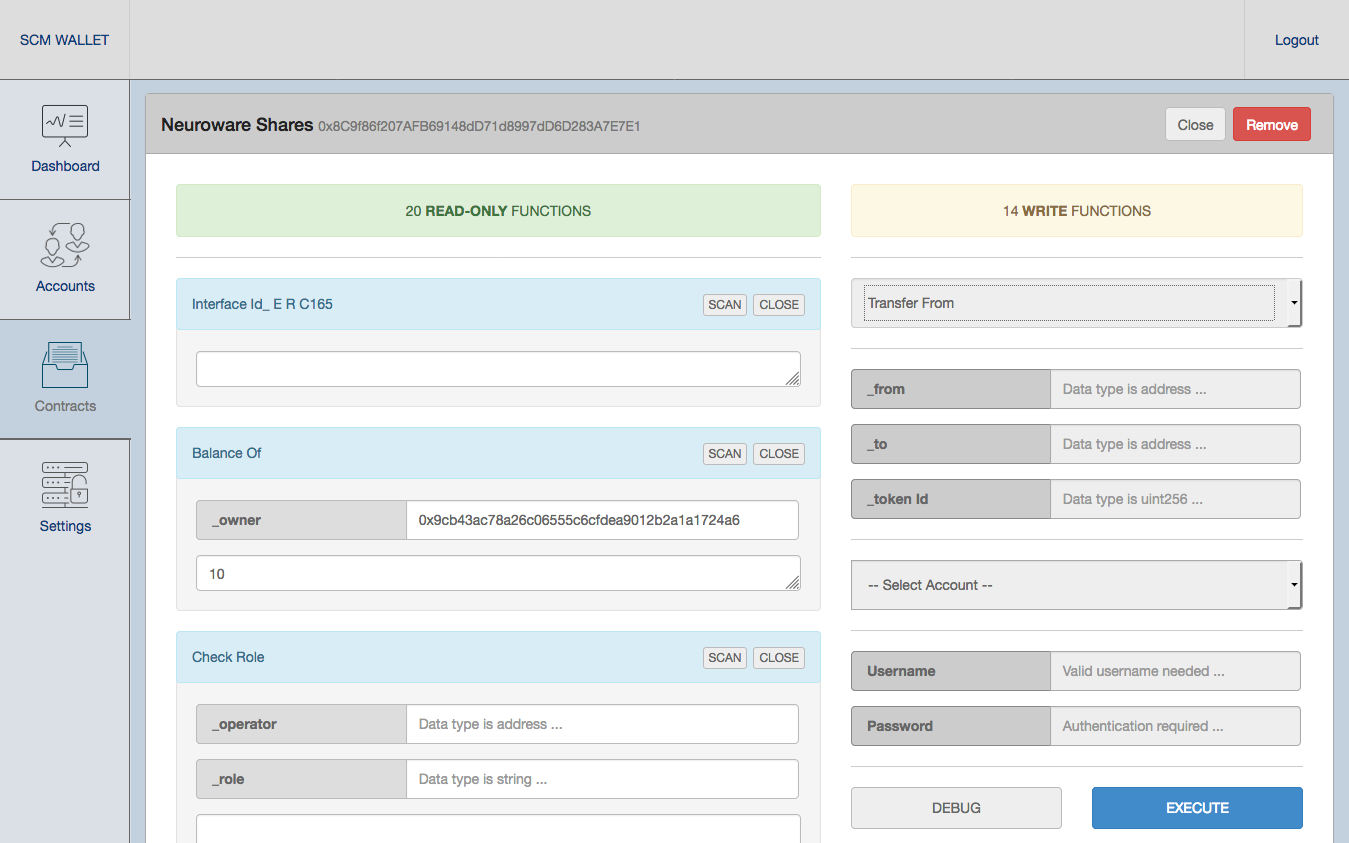 SCM WALLET
Logout
Dashboard
Accounts
Contracts
Settings
Neuroware Shares 0x8C9f86f207AFB69148dD71d8997dD6D283A7E7E1
Close
Remove
20 READ-ONLY FUNCTIONS
Interface Id_ E R C165
SCAN
CLOSE
Balance Of
SCAN
CLOSE
_owner
0x9cb43ac78a26c06555c6cfdea9012b2a1a1724a6
10
Check Role
SCAN
CLOSE
_operator
Data type is address ...
_role
Data type is string ...
14 WRITE FUNCTIONS
Transfer From
_from
Data type is address ...
_to
Data type is address ...
_token Id
Data type is uint256 ...
-- Select Account --
Username
Valid username needed ...
Password
Authentication required ...
DEBUG
EXECUTE